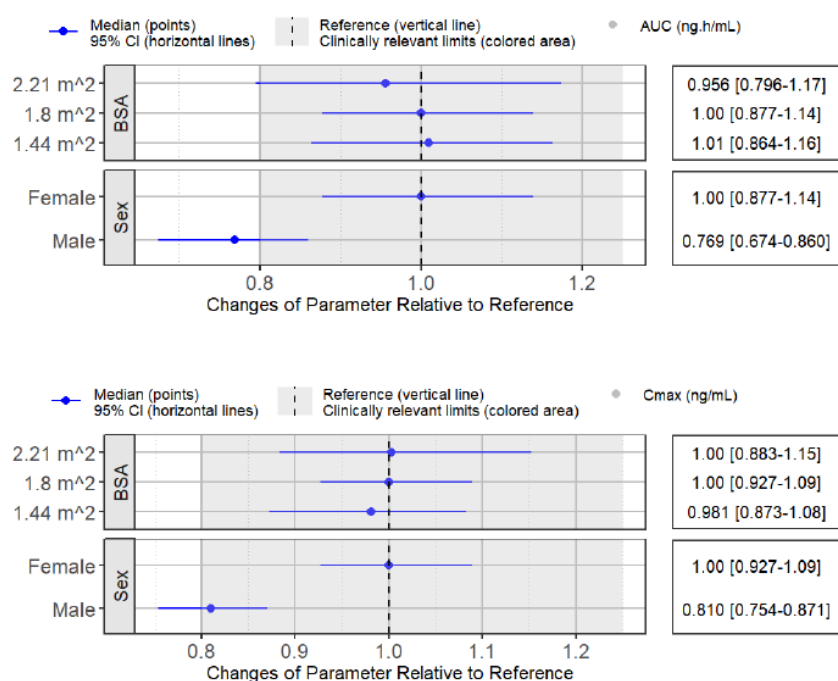 Median (points)
95% CI (horizontal lines)
Reference (vertical line)
Clinically relevant limits (colored area)
AUC (ng.h/mL)
2.21 m^2
1.8 m^2
1.44 m^2
BSA
0.956 [0.796-1.17]
1.00 [0.877-1.14]
1.01 [0.864-1.16]
Female
Male
Sex
1.00 [0.877-1.14]
0.769 [0.674-0.860]
0.8 1.0 1.2
Changes of Parameter Relative to Reference
Median (points)
95% CI (horizontal lines)
Reference (vertical line)
Clinically relevant limits (colored area)
Cmax (ng/mL)
2.21 m^2
1.8 m^2
1.44 m^2
BSA
1.00 [0.883-1.15]
1.00 [0.927-1.09]
0.981 [0.873-1.08]
Female
Male
Sex
1.00 [0.927-1.09]
0.810 [0.754-0.871]
0.8 0.9 1.0 1.1 1.2
Changes of Parameter Relative to Reference